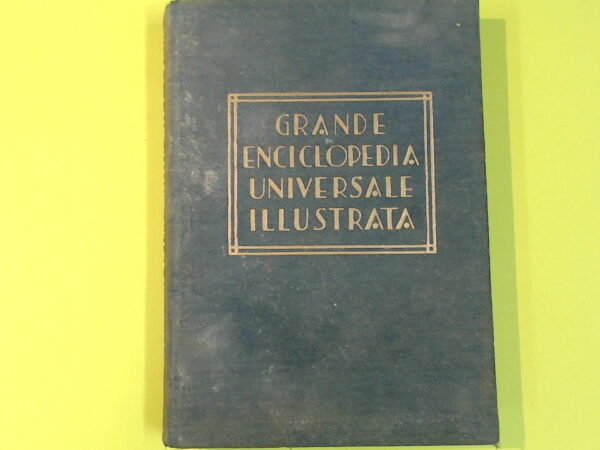 GRANDE
ENCICLOPEDIA
UNIVERSALE
ILLUSTRATA